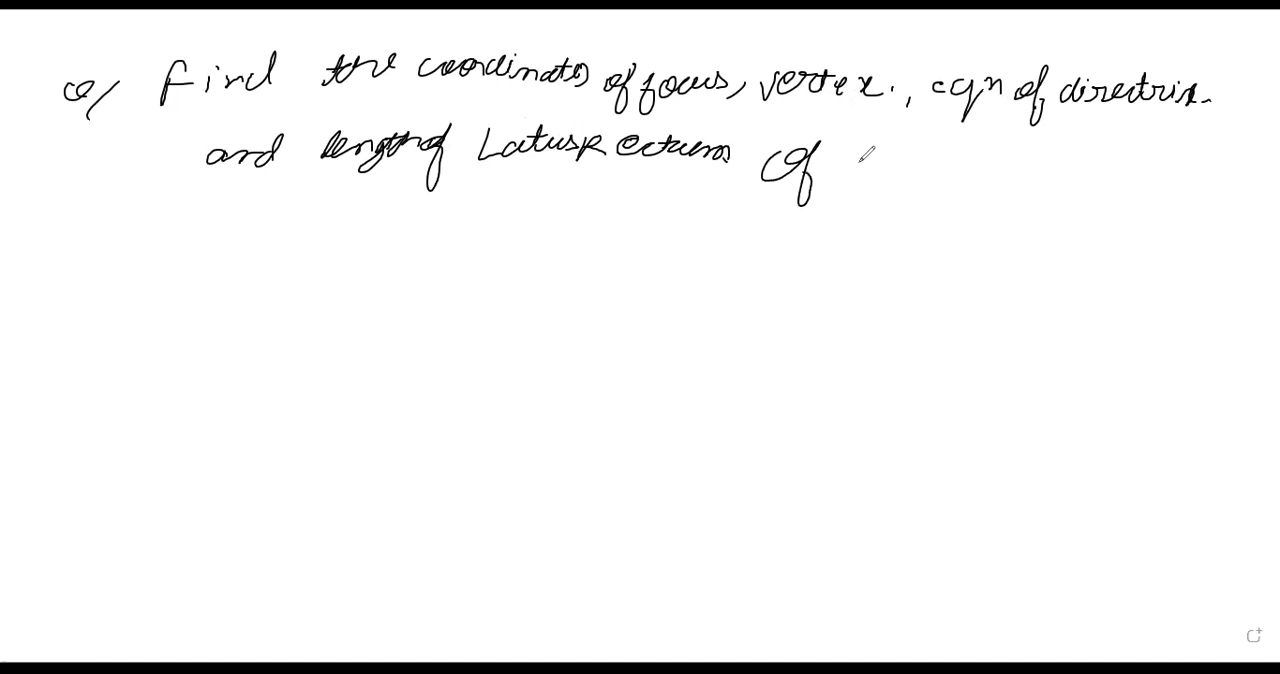 Q/ Find the coordinates of focus, vertex., eqn of directrix.
and length of Latus Rectum of